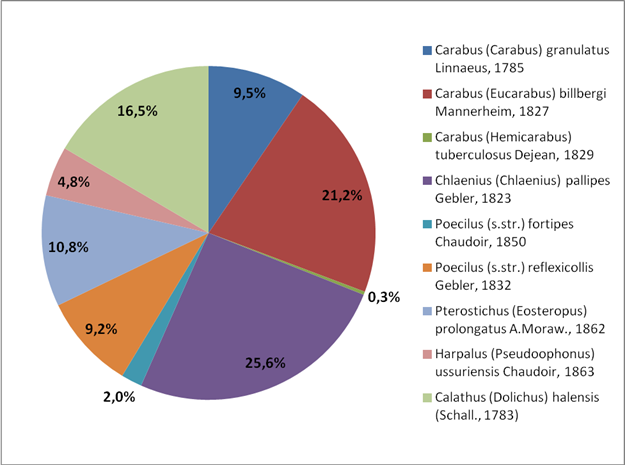 9,5%
21,2%
0,3%
25,6%
2,0%
9,2%
10,8%
4,8%
16,5%
Carabus (Carabus) granulatus
Linnaeus, 1785
Carabus (Eucarabus) billbergi
Mannerheim, 1827
Carabus (Hemicarabus)
tuberculosus Dejean, 1829
Chlaenius (Chlaenius) pallipes
Gebler, 1823
Poecilus (s.str.) fortipes
Chaudoir, 1850
Poecilus (s.str.) reflexicollis
Gebler, 1832
Pterostichus (Eosteropus)
prolongatus A.Moraw., 1862
Harpalus (Pseudoophonus)
ussuriensis Chaudoir, 1863
Calathus (Dolichus) halensis
(Schall., 1783)